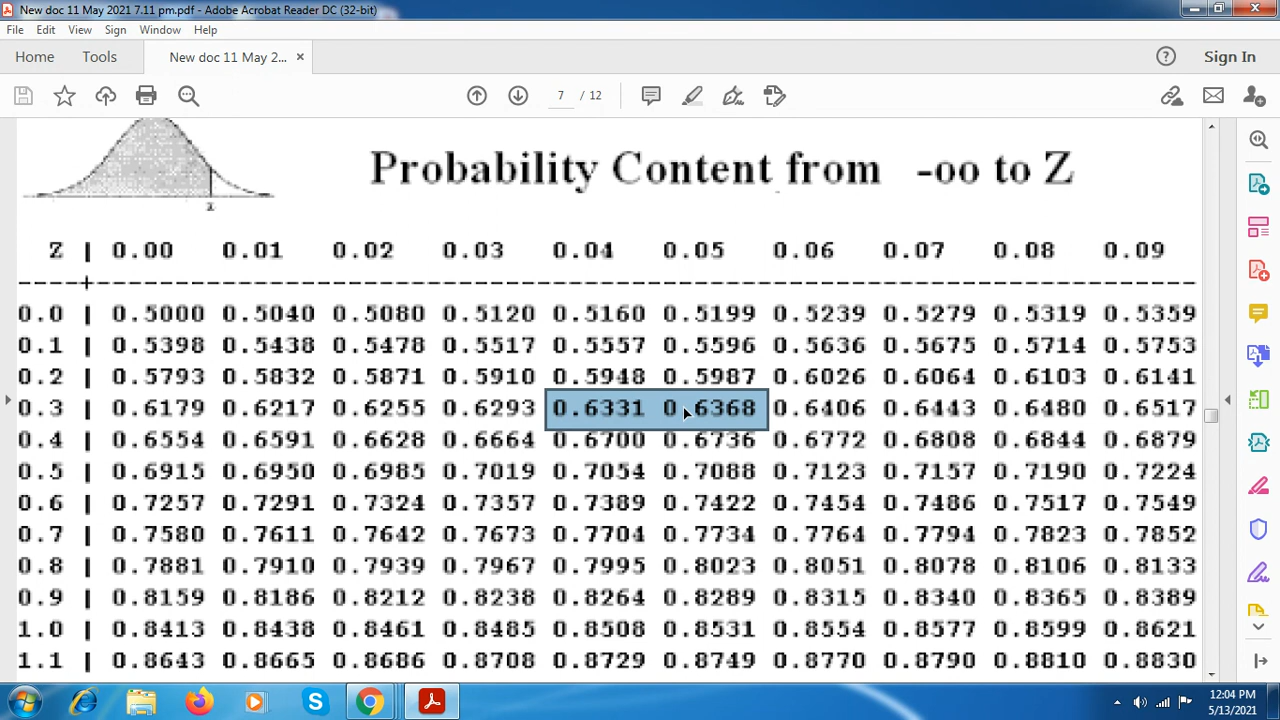 New doc 11 May 2021 7.11 pm.pdf - Adobe Acrobat Reader DC (32-bit)
File Edit View Sign Window Help
Home Tools New doc 11 May 2... × Sign In
7 / 12
Probability Content from -oo to Z
z
Z | 0.00 0.01 0.02 0.03 0.04 0.05 0.06 0.07 0.08 0.09
0.0 | 0.5000 0.5040 0.5080 0.5120 0.5160 0.5199 0.5239 0.5279 0.5319 0.5359
0.1 | 0.5398 0.5438 0.5478 0.5517 0.5557 0.5596 0.5636 0.5675 0.5714 0.5753
0.2 | 0.5793 0.5832 0.5871 0.5910 0.5948 0.5987 0.6026 0.6064 0.6103 0.6141
0.3 | 0.6179 0.6217 0.6255 0.6293 0.6331 0.6368 0.6406 0.6443 0.6480 0.6517
0.4 | 0.6554 0.6591 0.6628 0.6664 0.6700 0.6736 0.6772 0.6808 0.6844 0.6879
0.5 | 0.6915 0.6950 0.6985 0.7019 0.7054 0.7088 0.7123 0.7157 0.7190 0.7224
0.6 | 0.7257 0.7291 0.7324 0.7357 0.7389 0.7422 0.7454 0.7486 0.7517 0.7549
0.7 | 0.7580 0.7611 0.7642 0.7673 0.7704 0.7734 0.7764 0.7794 0.7823 0.7852
0.8 | 0.7881 0.7910 0.7939 0.7967 0.7995 0.8023 0.8051 0.8078 0.8106 0.8133
0.9 | 0.8159 0.8186 0.8212 0.8238 0.8264 0.8289 0.8315 0.8340 0.8365 0.8389
1.0 | 0.8413 0.8438 0.8461 0.8485 0.8508 0.8531 0.8554 0.8577 0.8599 0.8621
1.1 | 0.8643 0.8665 0.8686 0.8708 0.8729 0.8749 0.8770 0.8790 0.8810 0.8830
12:04 PM
5/13/2021